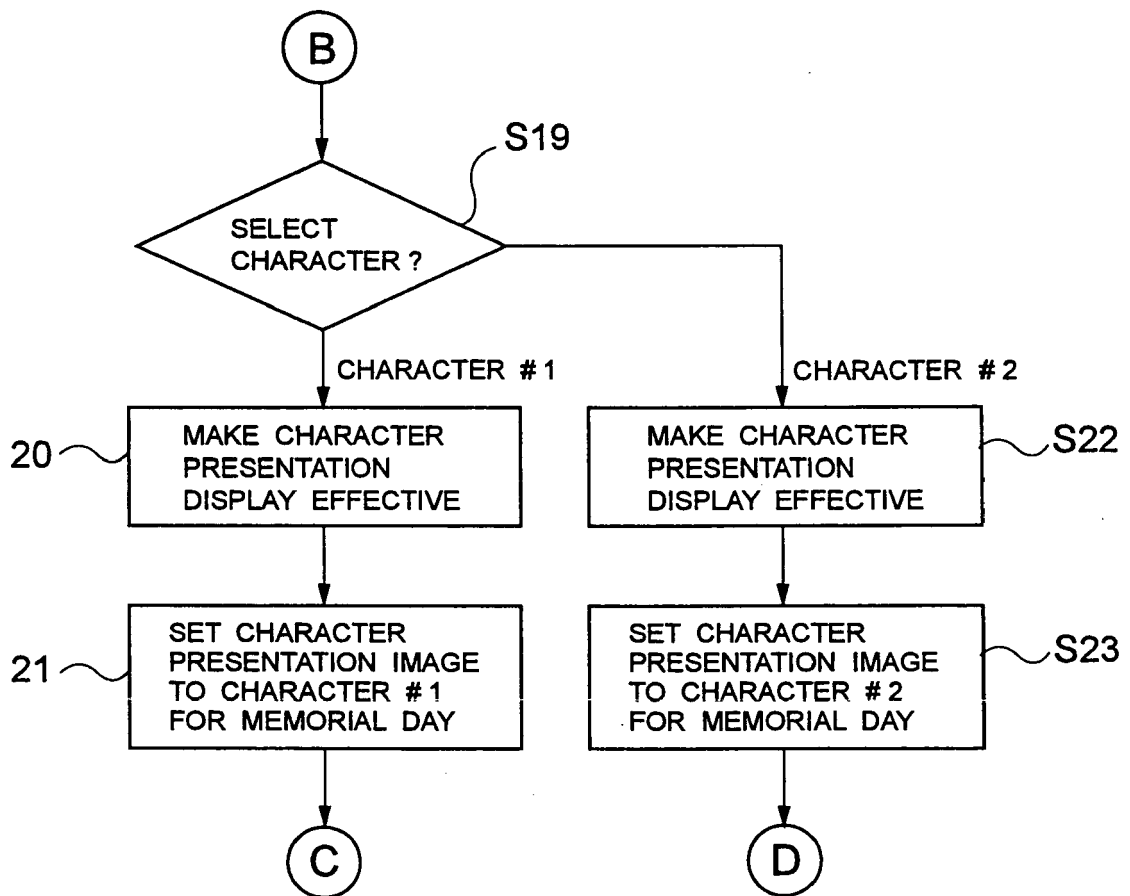 B
S19
SELECT
CHARACTER ?
CHARACTER # 1
CHARACTER # 2
20
MAKE CHARACTER
PRESENTATION
DISPLAY EFFECTIVE
MAKE CHARACTER
PRESENTATION
DISPLAY EFFECTIVE
S22
21
SET CHARACTER
PRESENTATION IMAGE
TO CHARACTER # 1
FOR MEMORIAL DAY
SET CHARACTER
PRESENTATION IMAGE
TO CHARACTER # 2
FOR MEMORIAL DAY
S23
C
D